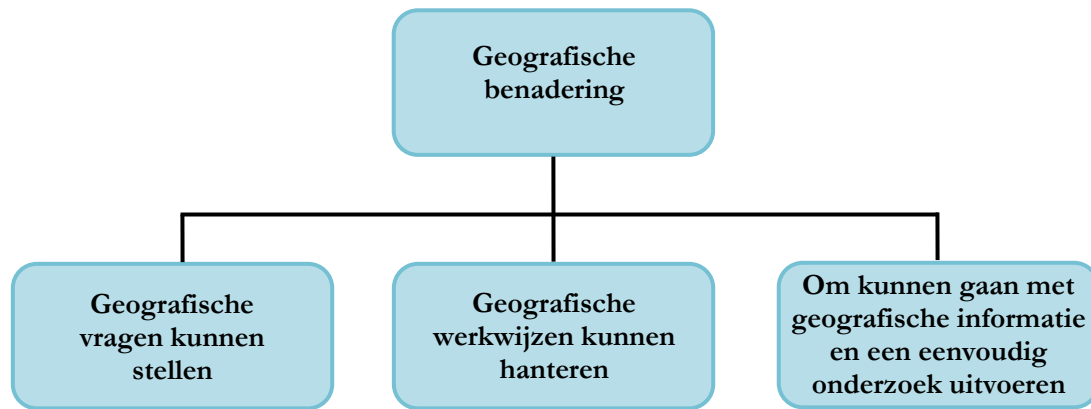 Geografische
benadering
Geografische
vragen kunnen
stellen
Geografische
werkwijzen kunnen
hanteren
Om kunnen gaan met
geografische informatie
en een eenvoudig
onderzoek uitvoeren